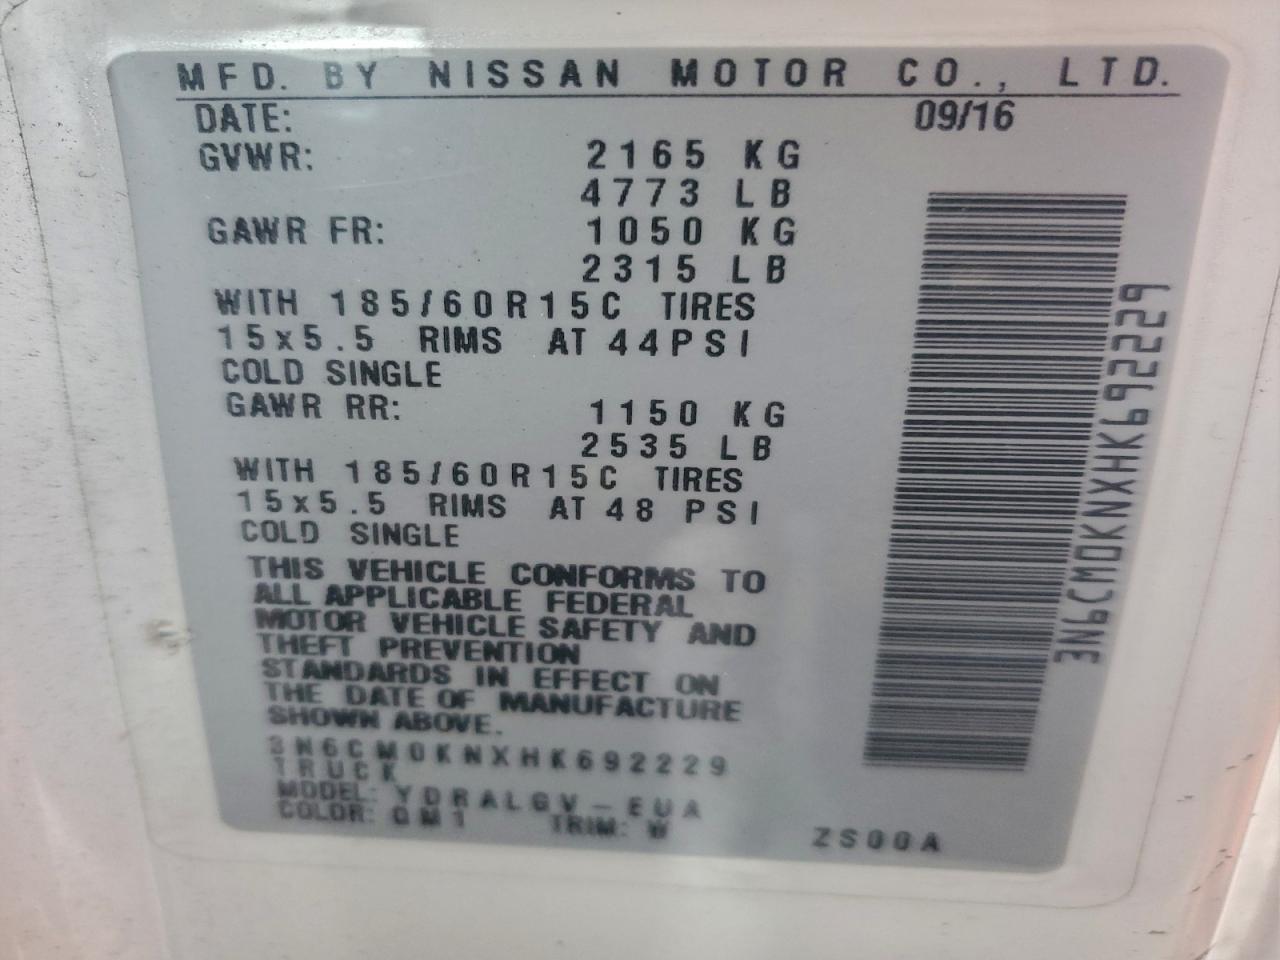 MFD. BY NISSAN MOTOR CO., LTD.
DATE: 09/16
GVWR: 2165 KG
4773 LB
GAWR FR: 1050 KG
2315 LB
WITH 185/60R15C TIRES
15x5.5 RIMS AT 44PSI
COLD SINGLE
GAWR RR: 1150 KG
2535 LB
WITH 185/60R15C TIRES
15x5.5 RIMS AT 48 PSI
COLD SINGLE
THIS VEHICLE CONFORMS TO
ALL APPLICABLE FEDERAL
MOTOR VEHICLE SAFETY AND
THEFT PREVENTION
STANDARDS IN EFFECT ON
THE DATE OF MANUFACTURE
SHOWN ABOVE.
3N6CM0KNXHK692229
TRUCK
MODEL: YDRALGV-EUA
COLOR: QM1 TRIM: W
ZS00A
3N6CM0KNXHK692229